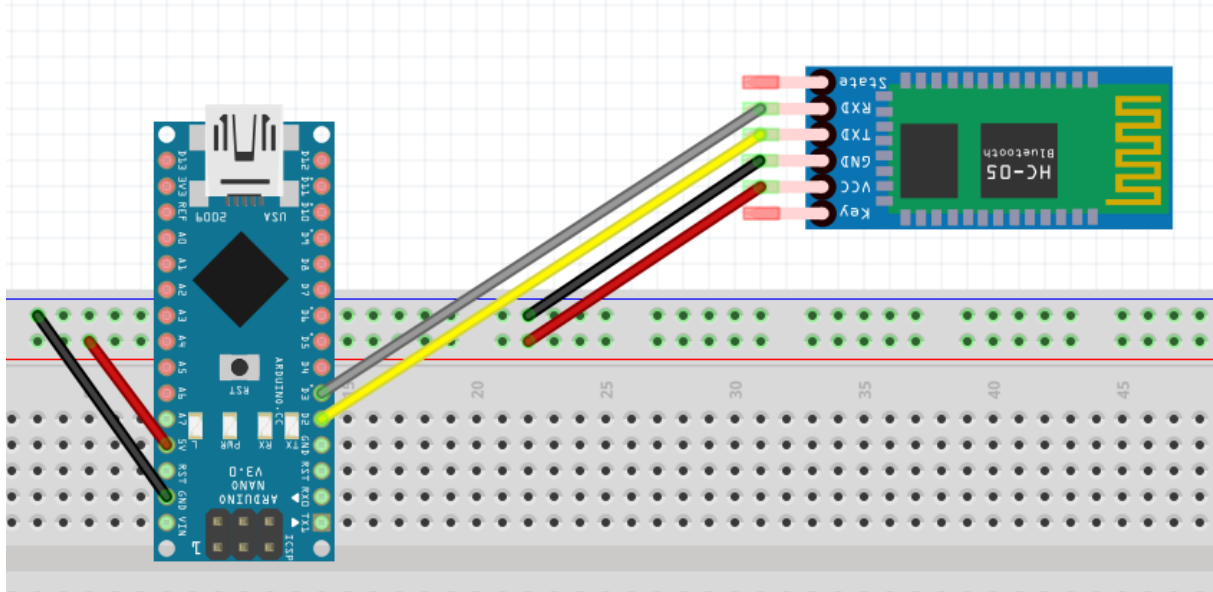 State
RXD
TXD
GND
VCC
Key
HC-05
Bluetooth
D13
3V3
REF
A0
A1
A2
A3
A4
A5
A6
A7
5V
RST
GND
VIN
D12
D11
D10
D9
D8
D7
D6
D5
D4
D3
D2
GND
RST
RX0
TX1
USA
2009
RST
ARDUINO.CC
L
PWR
RX
TX
ARDUINO
NANO
V3.0
ICSP
1
15
20
25
30
35
40
45